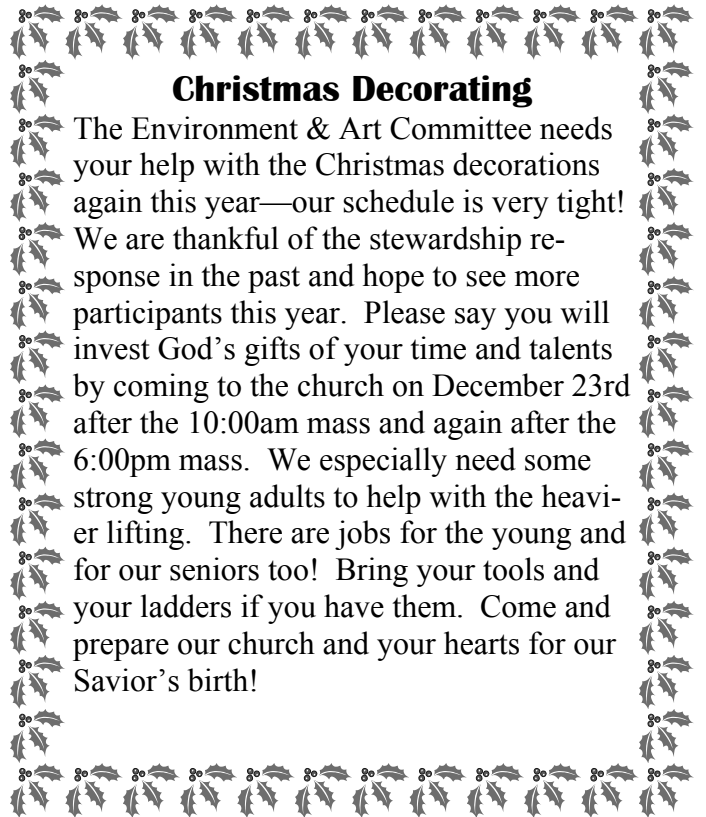 Christmas Decorating
The Environment & Art Committee needs
your help with the Christmas decorations
again this year—our schedule is very tight!
We are thankful of the stewardship re-
sponse in the past and hope to see more
participants this year.  Please say you will
invest God’s gifts of your time and talents
by coming to the church on December 23rd
after the 10:00am mass and again after the
6:00pm mass.  We especially need some
strong young adults to help with the heavi-
er lifting.  There are jobs for the young and
for our seniors too!  Bring your tools and
your ladders if you have them.  Come and
prepare our church and your hearts for our
Savior’s birth!